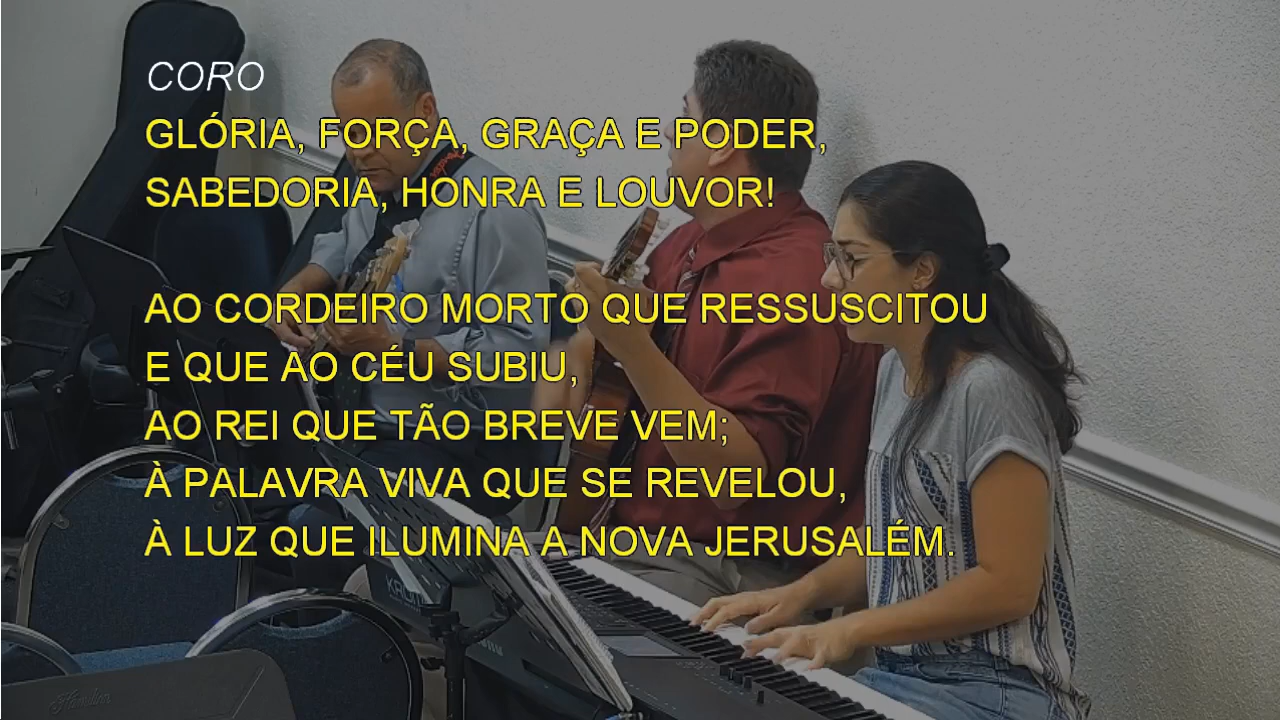 CORO
GLÓRIA, FORÇA, GRAÇA E PODER,
SABEDORIA, HONRA E LOUVOR!
AO CORDEIRO MORTO QUE RESSUSCITOU
E QUE AO CÉU SUBIU,
AO REI QUE TÃO BREVE VEM;
À PALAVRA VIVA QUE SE REVELOU,
À LUZ QUE ILUMINA A NOVA JERUSALÉM.